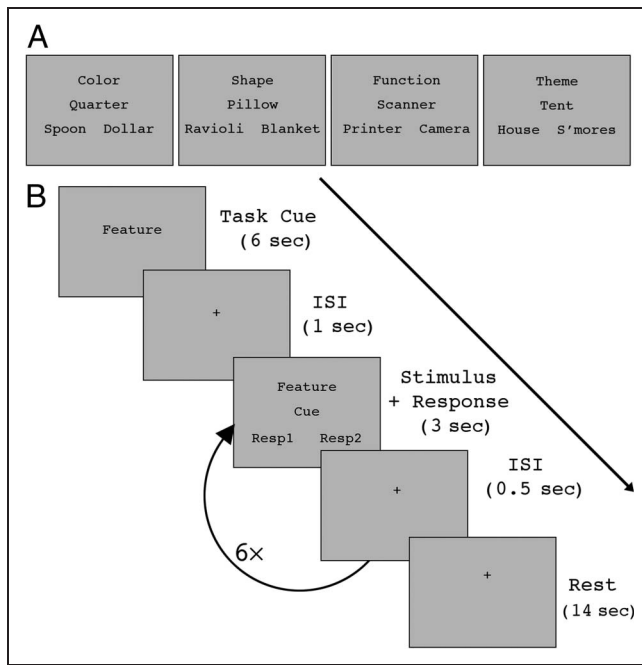 A
Color
Quarter
Spoon Dollar
Shape
Pillow
Ravioli Blanket
Function
Scanner
Printer Camera
Theme
Tent
House S'mores
B
Feature
Task Cue
(6 sec)
+
ISI
(1 sec)
Feature
Cue
Resp1 Resp2
Stimulus
+ Response
(3 sec)
+
ISI
(0.5 sec)
6×
+
Rest
(14 sec)